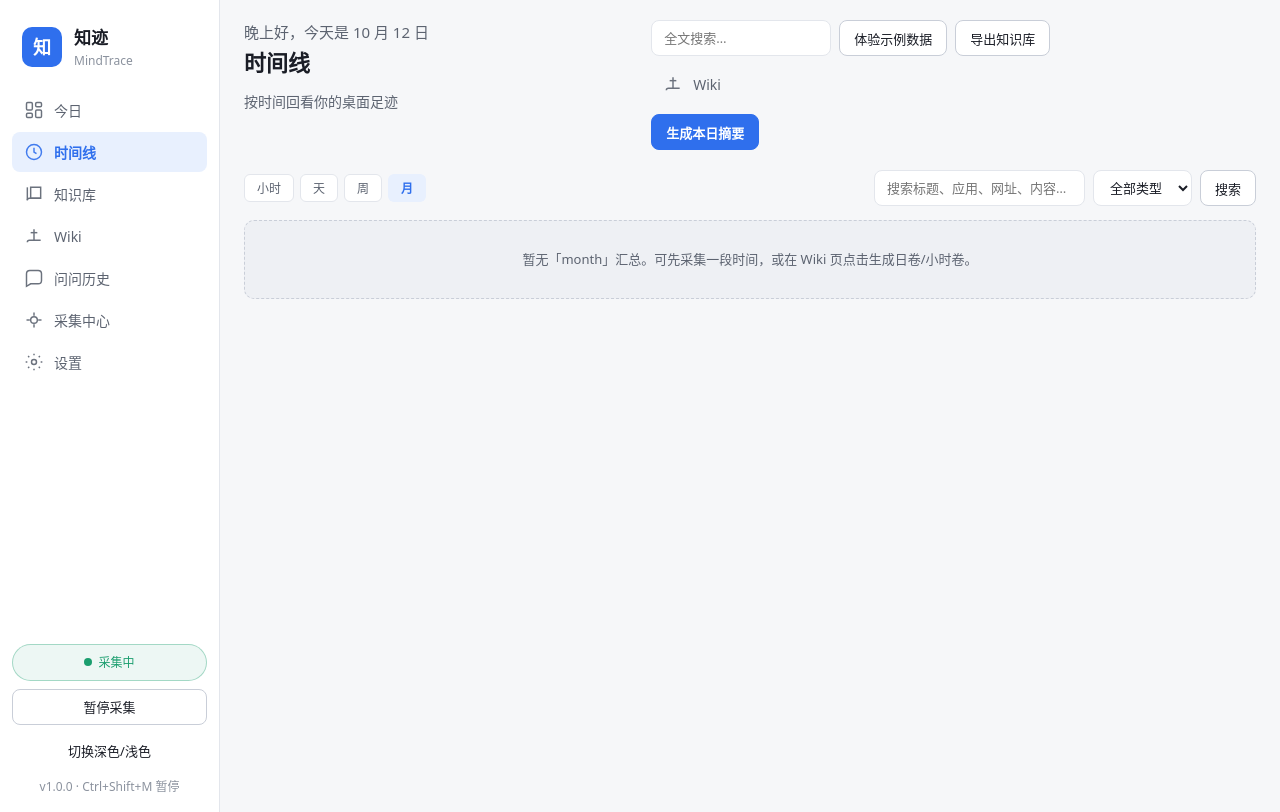 知
知迹
MindTrace
今日
时间线
知识库
Wiki
问问历史
采集中心
设置
采集中
暂停采集
切换深色/浅色
v1.0.0 · Ctrl+Shift+M 暂停
晚上好，今天是 10 月 12 日
时间线
按时间回看你的桌面足迹
全文搜索...
体验示例数据
导出知识库
Wiki
生成本日摘要
小时
天
周
月
搜索标题、应用、网址、内容...
全部类型
搜索
暂无「month」汇总。可先采集一段时间，或在 Wiki 页点击生成日卷/小时卷。